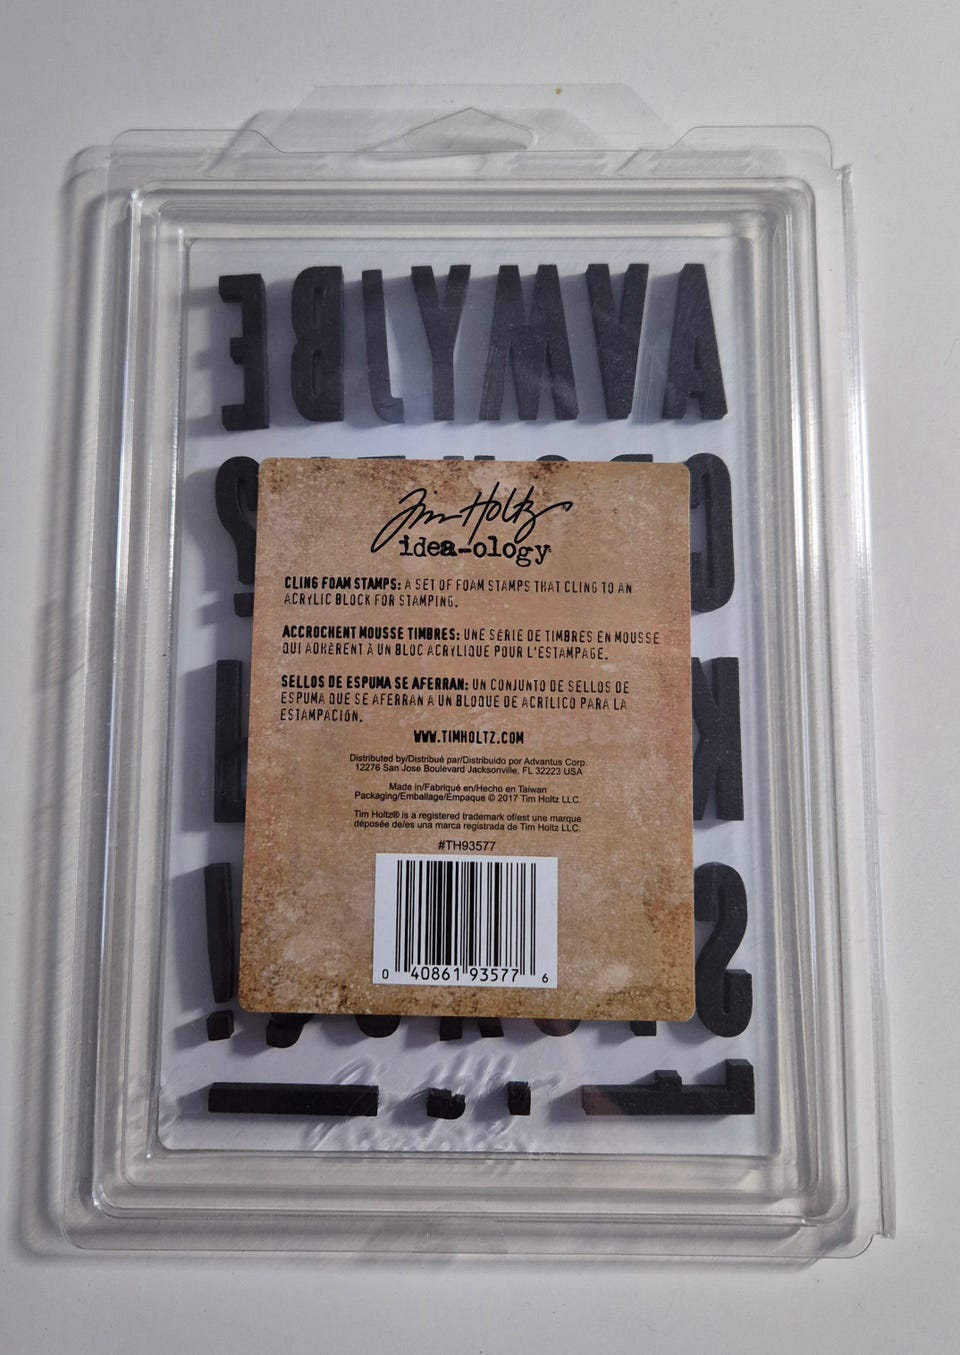 AVMYJBE
Tim Holtz
idea-ology
CLING FOAM STAMPS: A SET OF FOAM STAMPS THAT CLING TO AN
ACRYLIC BLOCK FOR STAMPING.
ACCROCHENT MOUSSE TIMBRES: UNE SÉRIE DE TIMBRES EN MOUSSE
QUI ADHÈRENT À UN BLOC ACRYLIQUE POUR L'ESTAMPAGE.
SELLOS DE ESPUMA SE AFERRAN: UN CONJUNTO DE SELLOS DE
ESPUMA QUE SE AFERRAN A UN BLOQUE DE ACRÍLICO PARA LA
ESTAMPACIÓN.
WWW.TIMHOLTZ.COM
Distributed by/Distribué par/Distribuido por Advantus Corp.
12276 San Jose Boulevard Jacksonville, FL 32223 USA
Made in/Fabriqué en/Hecho en Taiwan
Packaging/Emballage/Empaque © 2017 Tim Holtz LLC.
Tim Holtz® is a registered trademark of/est une marque
déposée de/es una marca registrada de Tim Holtz LLC.
#TH93577
0 40861 93577 6